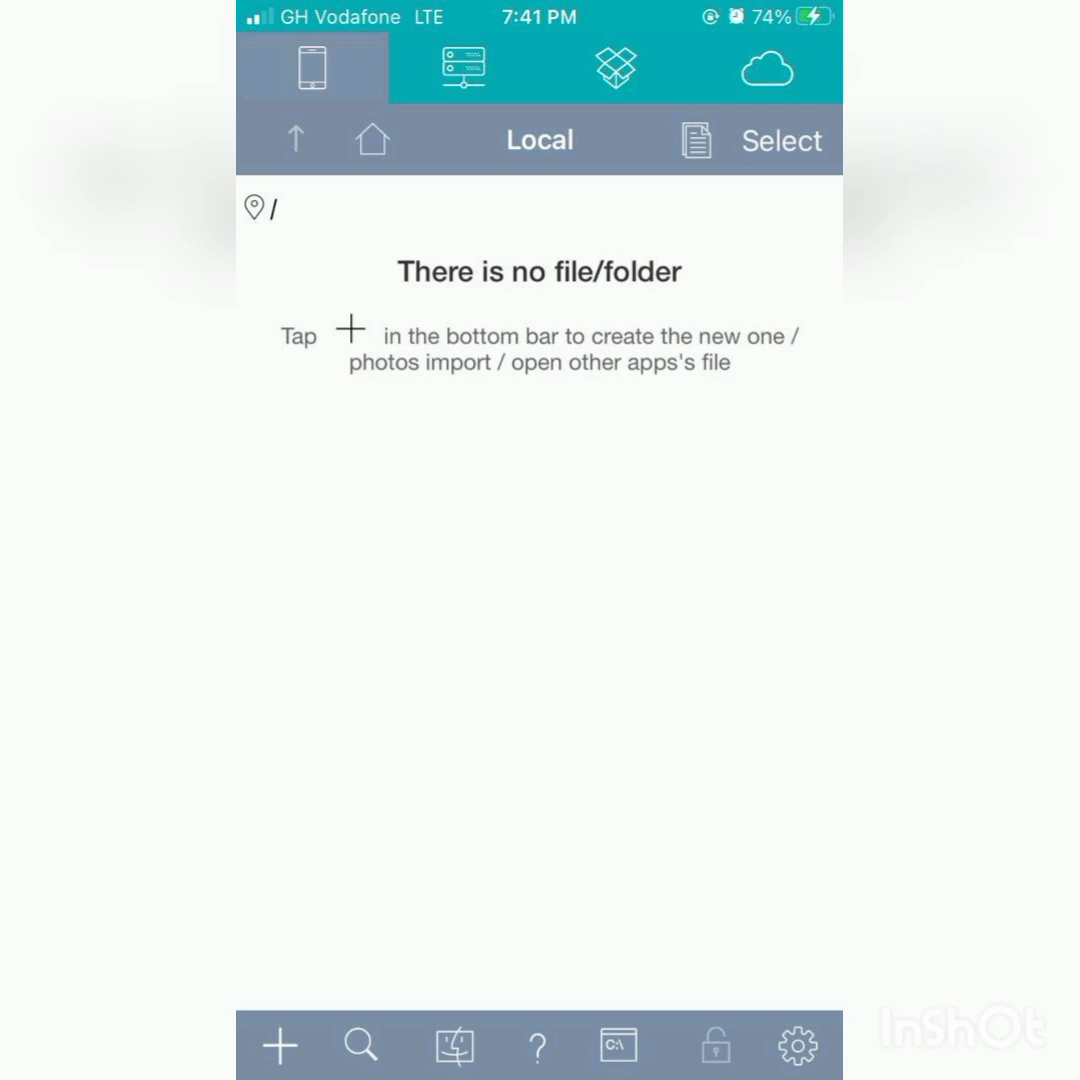 GH Vodafone LTE 7:41 PM 74%
Local Select
/
There is no file/folder
Tap + in the bottom bar to create the new one /
photos import / open other apps's file
? C:\
InShOt